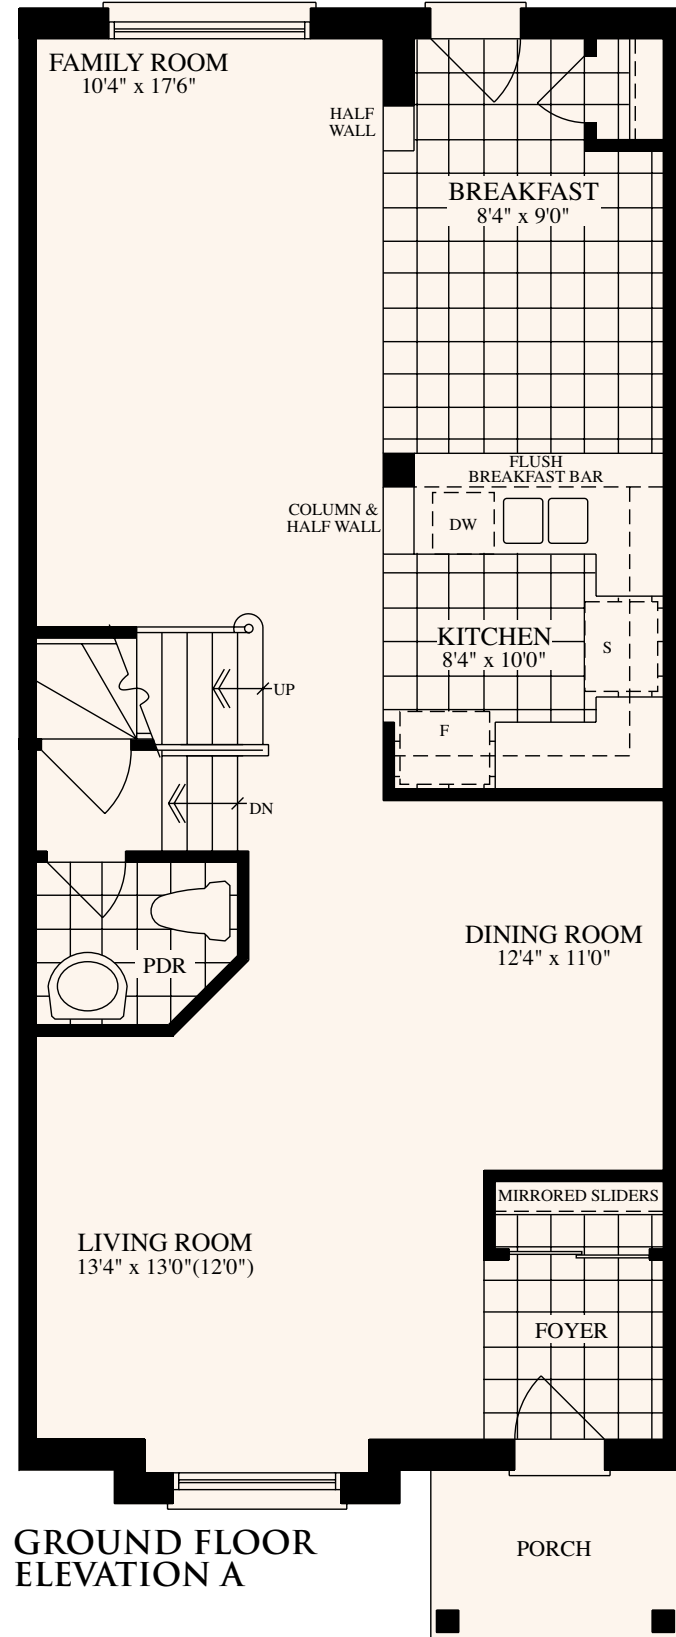 FAMILY ROOM
10'4" x 17'6"
HALF
WALL
BREAKFAST
8'4" x 9'0"
FLUSH
BREAKFAST BAR
COLUMN &
HALF WALL
DW
KITCHEN
8'4" x 10'0"
S
F
UP
DN
PDR
DINING ROOM
12'4" x 11'0"
MIRRORED SLIDERS
LIVING ROOM
13'4" x 13'0"(12'0")
FOYER
PORCH
GROUND FLOOR
ELEVATION A